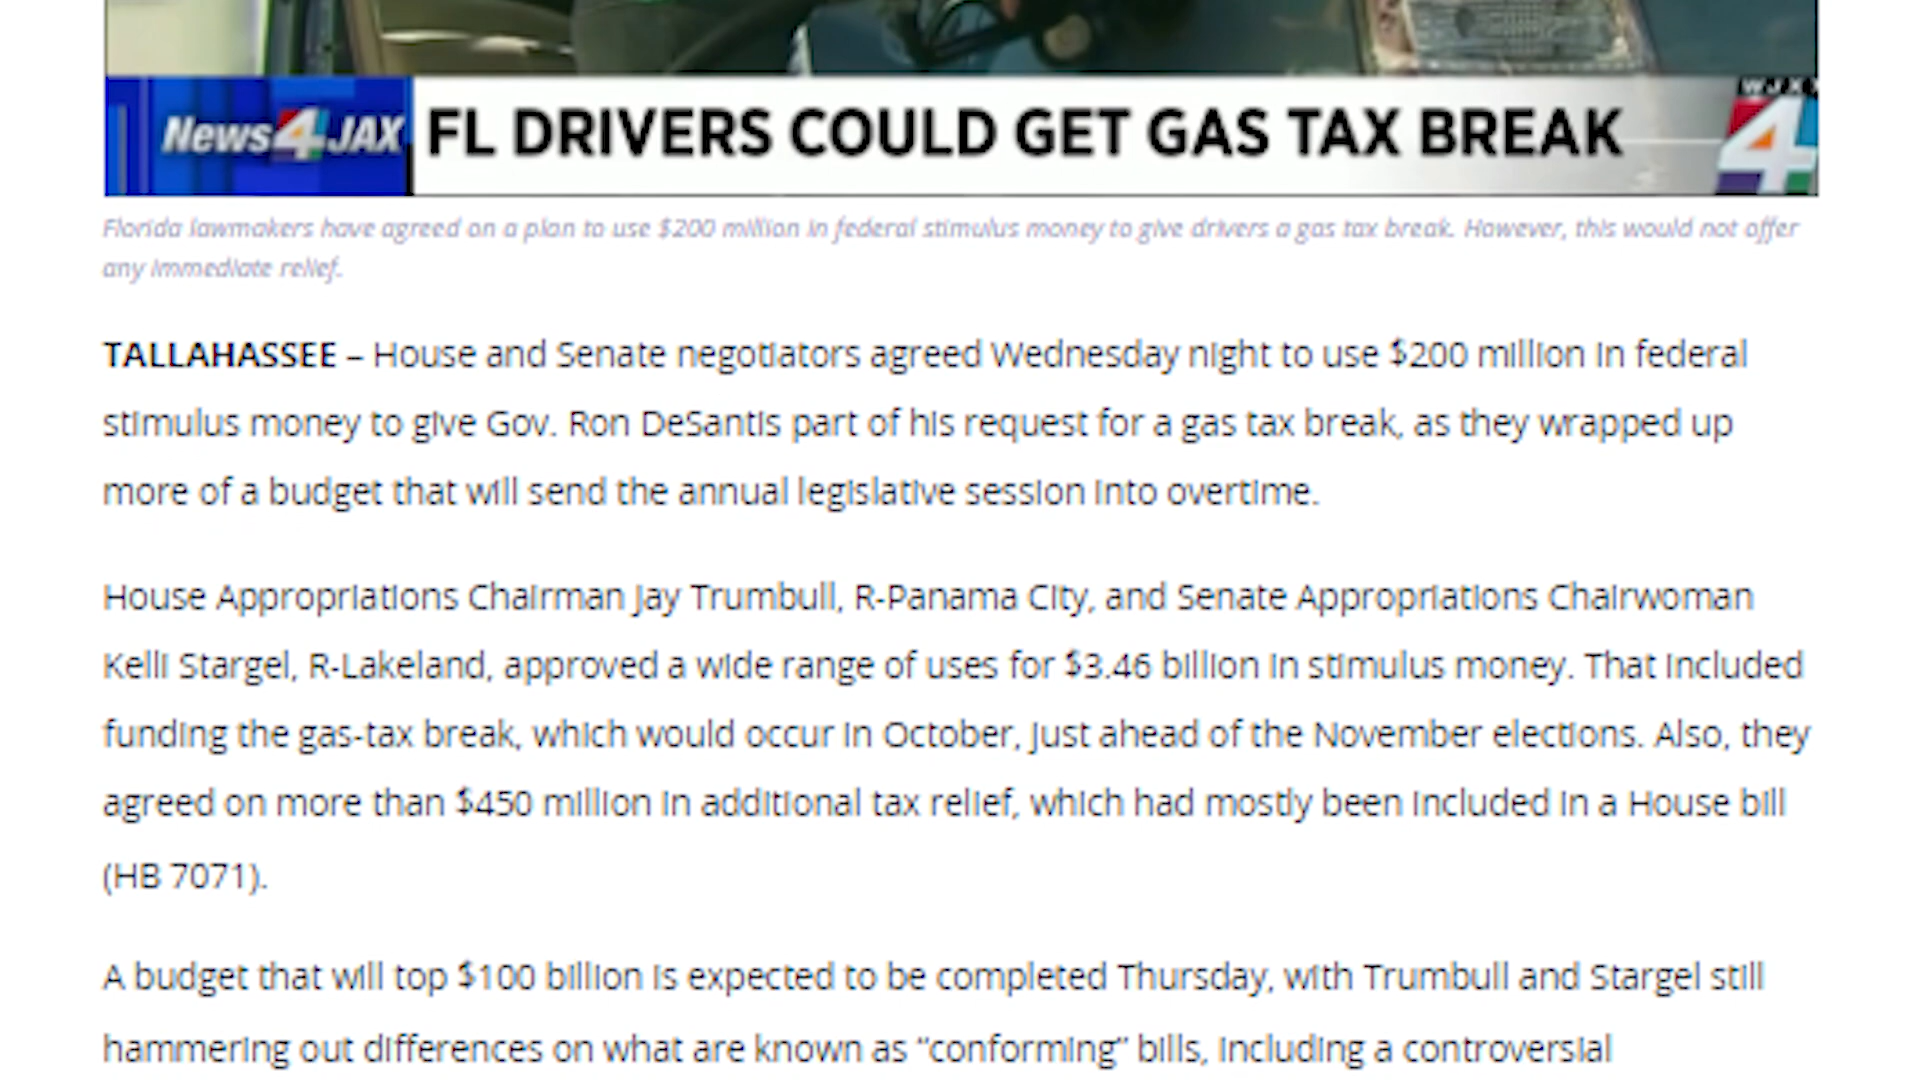 WJXT
News4JAX FL DRIVERS COULD GET GAS TAX BREAK 4
Florida lawmakers have agreed on a plan to use $200 million in federal stimulus money to give drivers a gas tax break. However, this would not offer
any immediate relief.
TALLAHASSEE – House and Senate negotiators agreed Wednesday night to use $200 million in federal
stimulus money to give Gov. Ron DeSantis part of his request for a gas tax break, as they wrapped up
more of a budget that will send the annual legislative session into overtime.
House Appropriations Chairman Jay Trumbull, R-Panama City, and Senate Appropriations Chairwoman
Kelli Stargel, R-Lakeland, approved a wide range of uses for $3.46 billion in stimulus money. That included
funding the gas-tax break, which would occur in October, just ahead of the November elections. Also, they
agreed on more than $450 million in additional tax relief, which had mostly been included in a House bill
(HB 7071).
A budget that will top $100 billion is expected to be completed Thursday, with Trumbull and Stargel still
hammering out differences on what are known as “conforming” bills, including a controversial